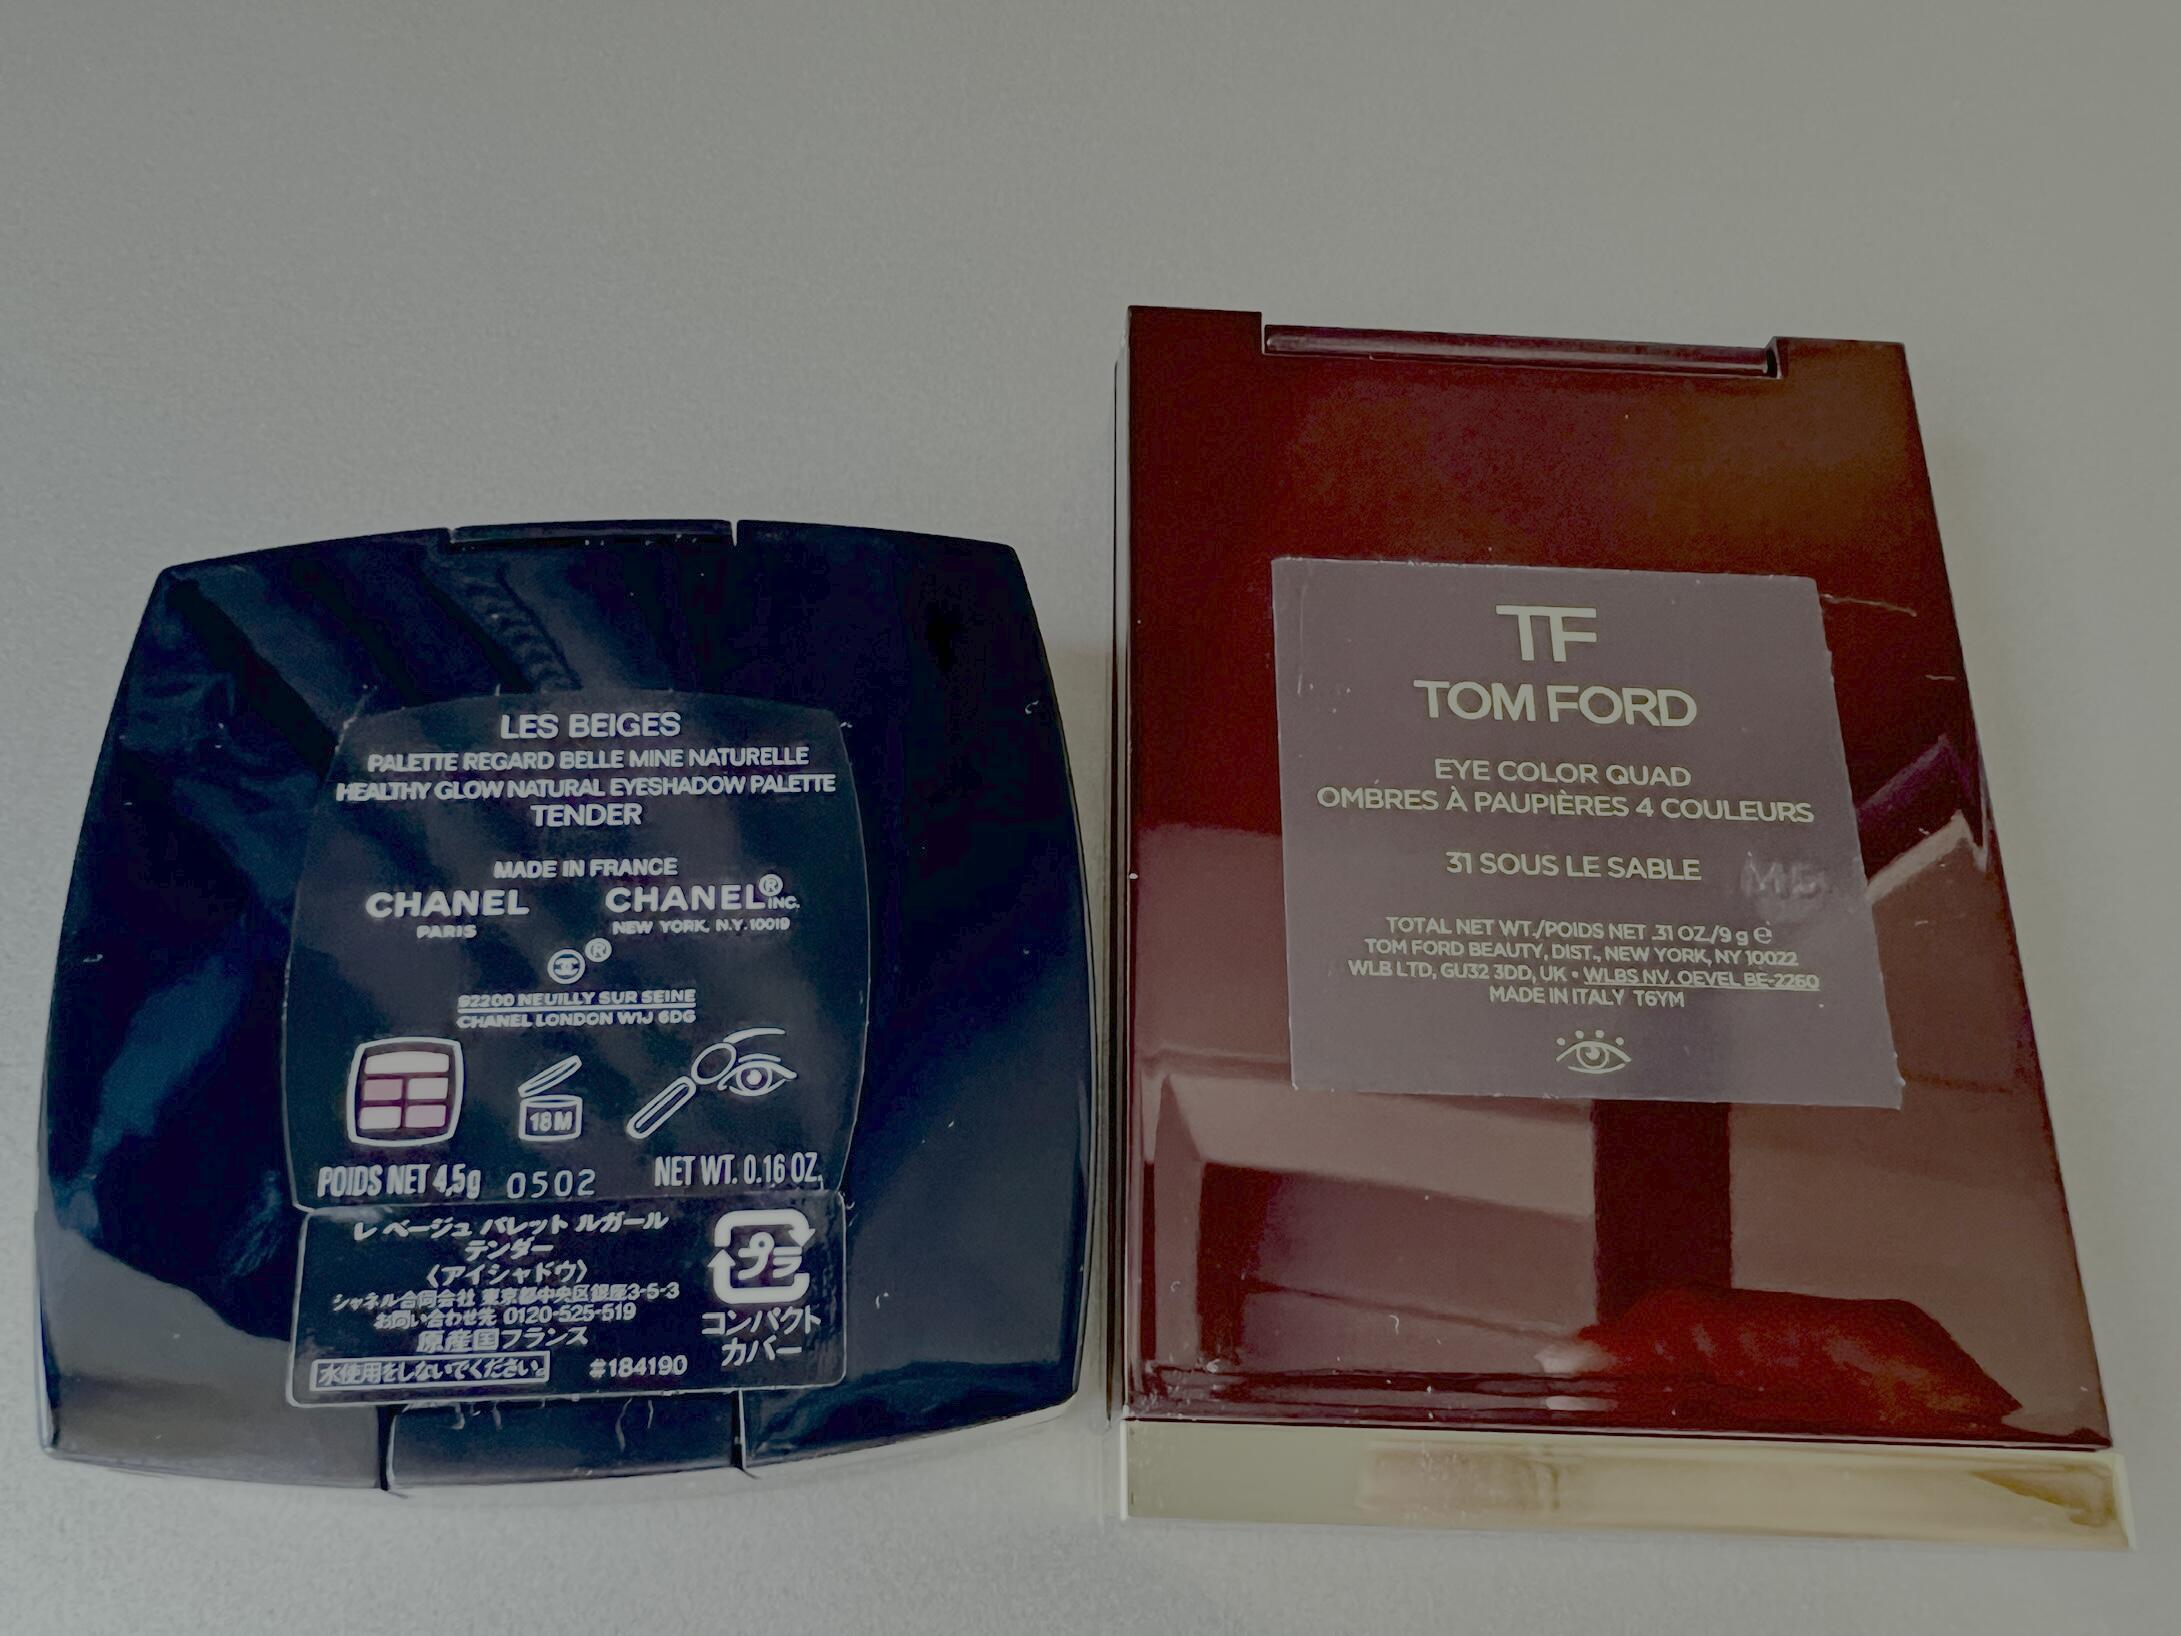 LES BEIGES
PALETTE REGARD BELLE MINE NATURELLE
HEALTHY GLOW NATURAL EYESHADOW PALETTE
TENDER
MADE IN FRANCE
CHANEL
PARIS
CHANEL® INC.
NEW YORK, N.Y. 10019
®
92200 NEUILLY SUR SEINE
CHANEL LONDON W1J 6DG
18M
POIDS NET 4,5g 0502 NET WT. 0.16 OZ.
レ ベージュ パレット ルガール
テンダー
〈アイシャドウ〉
シャネル合同会社 東京都中央区銀座3-5-3
お問い合わせ先 0120-525-519
原産国フランス
水使用をしないでください。 #184190
プラ
コンパクト
カバー
TF
TOM FORD
EYE COLOR QUAD
OMBRES À PAUPIÈRES 4 COULEURS
31 SOUS LE SABLE
TOTAL NET WT./POIDS NET .31 OZ./9 g ℮
TOM FORD BEAUTY, DIST., NEW YORK, NY 10022
WLB LTD, GU32 3DD, UK • WLBS NV, OEVEL BE-2260
MADE IN ITALY T6YM